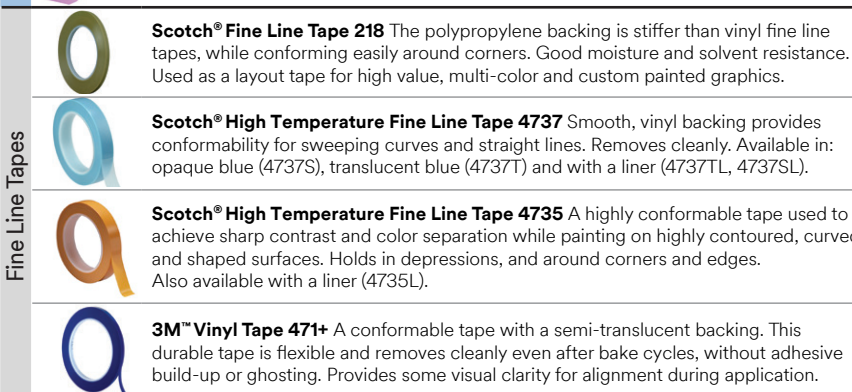 Fine Line Tapes
Scotch® Fine Line Tape 218 The polypropylene backing is stiffer than vinyl fine line
tapes, while conforming easily around corners. Good moisture and solvent resistance.
Used as a layout tape for high value, multi-color and custom painted graphics.
Scotch® High Temperature Fine Line Tape 4737 Smooth, vinyl backing provides
conformability for sweeping curves and straight lines. Removes cleanly. Available in:
opaque blue (4737S), translucent blue (4737T) and with a liner (4737TL, 4737SL).
Scotch® High Temperature Fine Line Tape 4735 A highly conformable tape used to
achieve sharp contrast and color separation while painting on highly contoured, curved
and shaped surfaces. Holds in depressions, and around corners and edges.
Also available with a liner (4735L).
3M™ Vinyl Tape 471+ A conformable tape with a semi-translucent backing. This
durable tape is flexible and removes cleanly even after bake cycles, without adhesive
build-up or ghosting. Provides some visual clarity for alignment during application.